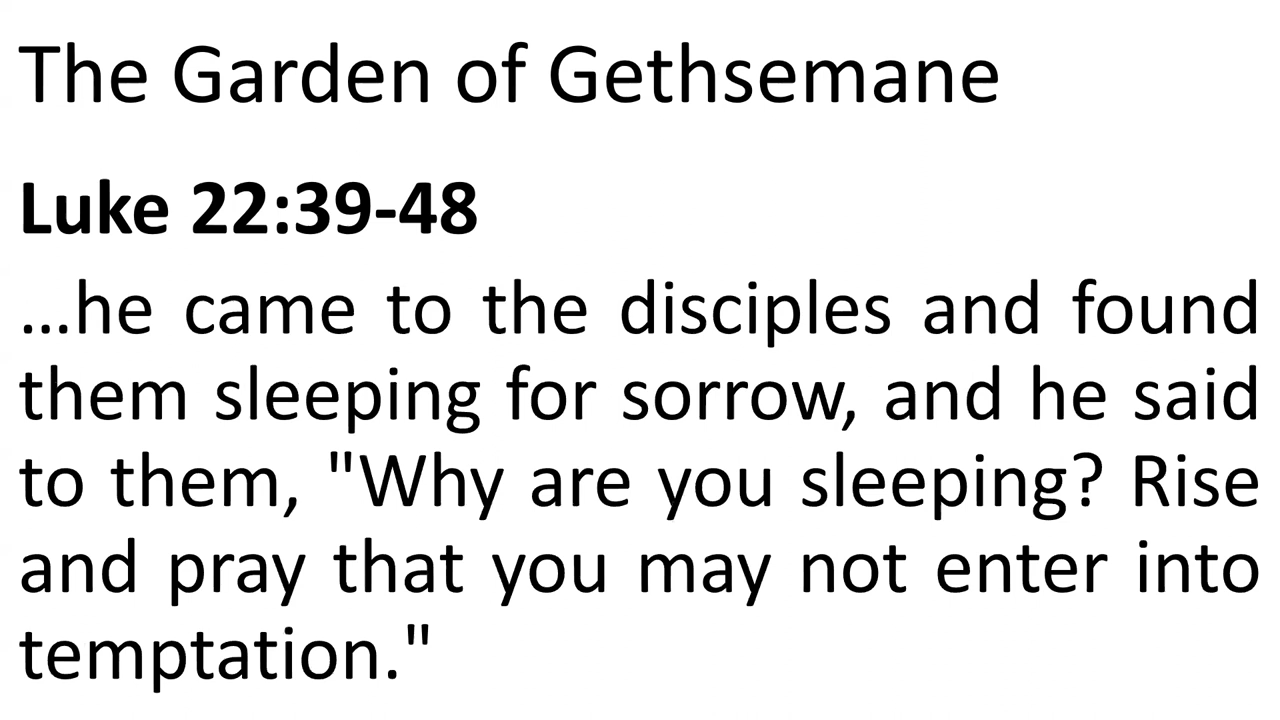 The Garden of Gethsemane
Luke 22:39-48
...he came to the disciples and found
them sleeping for sorrow, and he said
to them, "Why are you sleeping? Rise
and pray that you may not enter into
temptation."